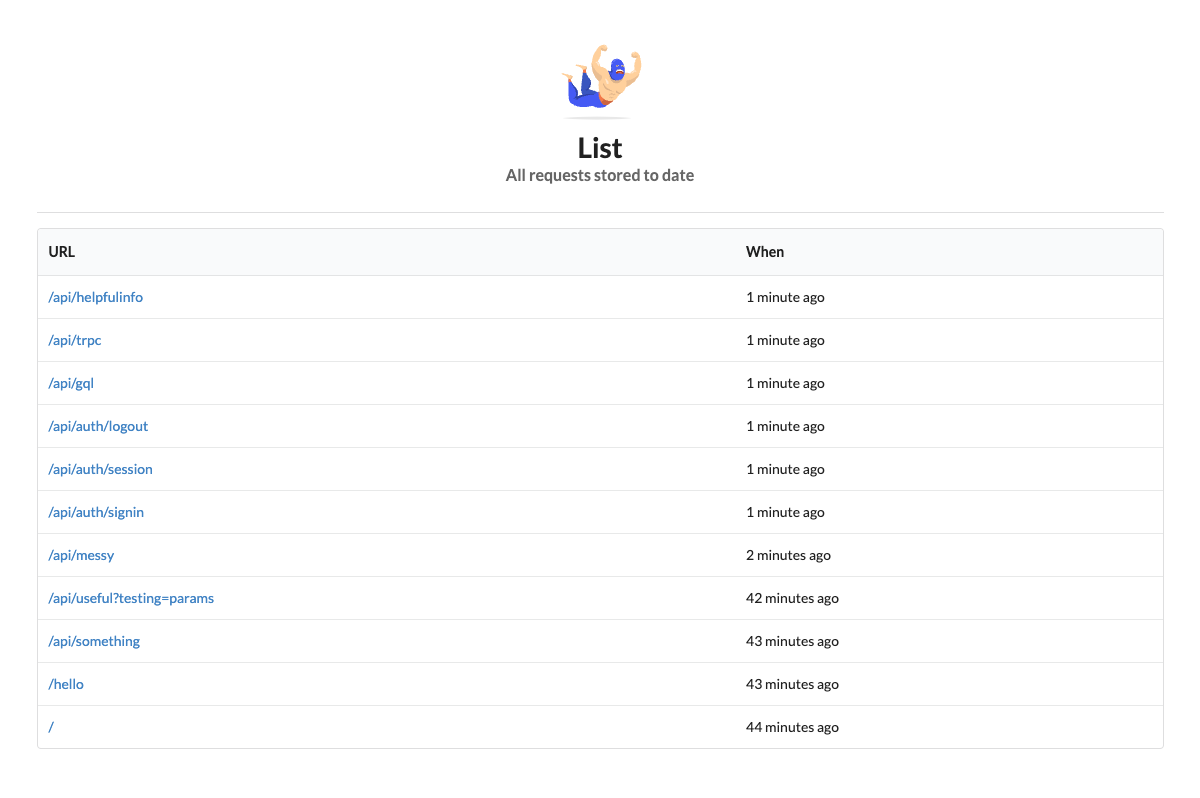 List
All requests stored to date
URL When
/api/helpfulinfo 1 minute ago
/api/trpc 1 minute ago
/api/gql 1 minute ago
/api/auth/logout 1 minute ago
/api/auth/session 1 minute ago
/api/auth/signin 1 minute ago
/api/messy 2 minutes ago
/api/useful?testing=params 42 minutes ago
/api/something 43 minutes ago
/hello 43 minutes ago
/ 44 minutes ago